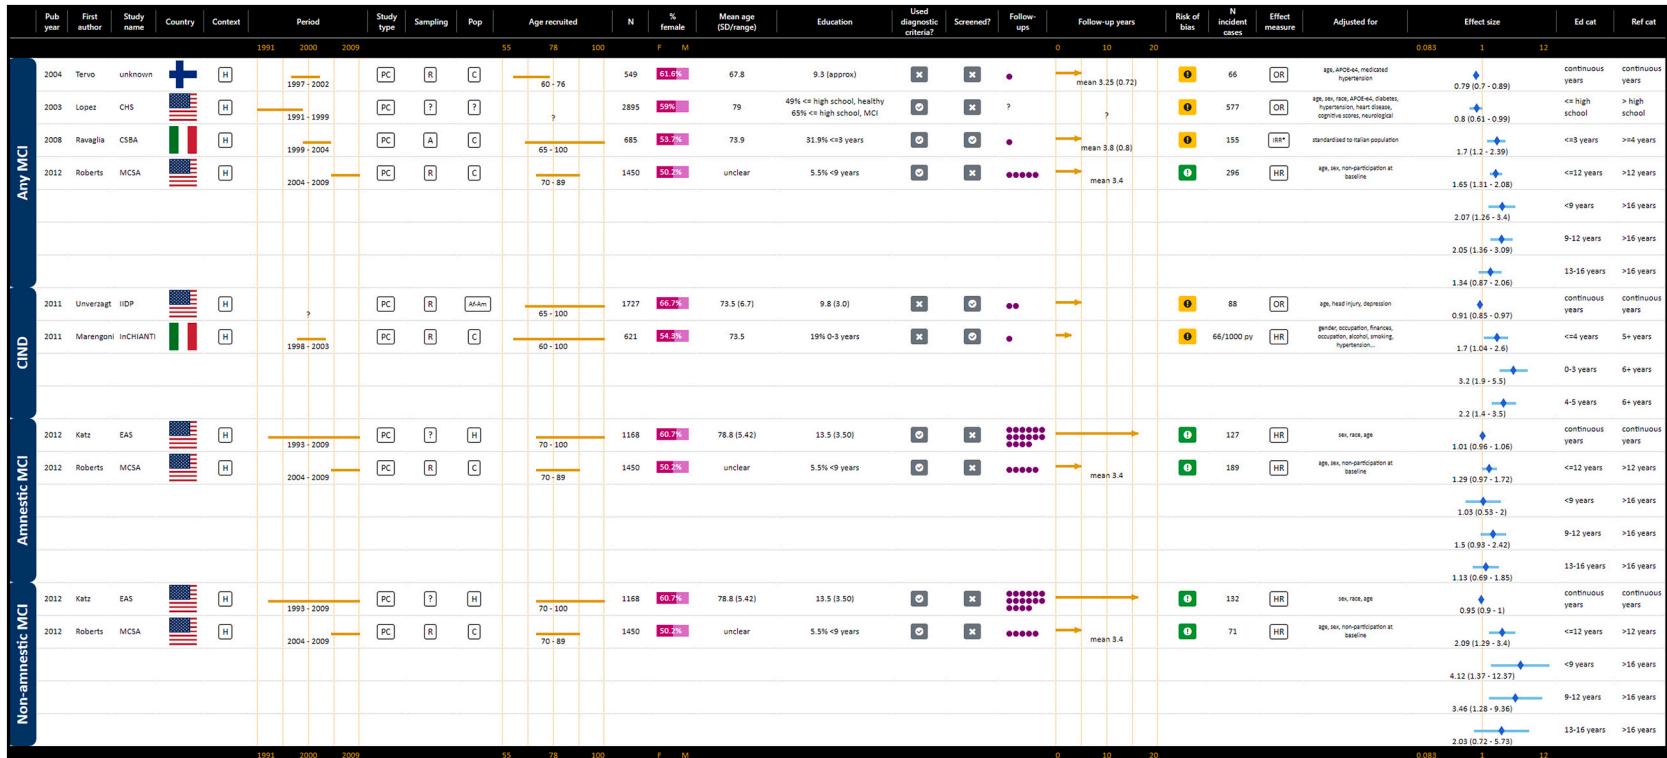 Pub year First author Study name Country Context Period Study type Sampling Pop Age recruited N % female Mean age (SD/range) Education Used diagnostic criteria? Screened? Follow-ups Follow-up years Risk of bias N incident cases Effect measure Adjusted for Effect size Ed cat Ref cat
1991 2000 2009 55 78 100 F M 0 10 20 0.083 1 12
Any MCI
2004 Tervo unknown H 1997 - 2002 PC R C 60 - 76 549 61.6% 67.8 9.3 (approx) mean 3.25 (0.72) 66 OR age, APOE-e4, medicated hypertension 0.79 (0.7 - 0.89) continuous years continuous years
2003 Lopez CHS H 1991 - 1999 PC ? ? ? 2895 59% 79 49% <= high school, healthy 65% <= high school, MCI ? ? 577 OR age, sex, race, APOE-e4, diabetes, hypertension, heart disease, cognitive scores, neurological 0.8 (0.61 - 0.99) <= high school > high school
2008 Ravaglia CSBA H 1999 - 2004 PC A C 65 - 100 685 53.7% 73.9 31.9% <=3 years mean 3.8 (0.8) 155 IRR* standardised to Italian population 1.7 (1.2 - 2.39) <=3 years >=4 years
2012 Roberts MCSA H 2004 - 2009 PC R C 70 - 89 1450 50.2% unclear 5.5% <9 years mean 3.4 296 HR age, sex, non-participation at baseline 1.65 (1.31 - 2.08) <=12 years >12 years
2.07 (1.26 - 3.4) <9 years >16 years
2.05 (1.36 - 3.09) 9-12 years >16 years
1.34 (0.87 - 2.06) 13-16 years >16 years
CIND
2011 Unverzagt IIDP H ? PC R Af-Am 65 - 100 1727 66.7% 73.5 (6.7) 9.8 (3.0) 88 OR age, head injury, depression 0.91 (0.85 - 0.97) continuous years continuous years
2011 Marengoni InCHIANTI H 1998 - 2003 PC R C 60 - 100 621 54.3% 73.5 19% 0-3 years 66/1000 py HR gender, occupation, finances, occupation, alcohol, smoking, hypertension... 1.7 (1.04 - 2.6) <=4 years 5+ years
3.2 (1.9 - 5.5) 0-3 years 6+ years
2.2 (1.4 - 3.5) 4-5 years 6+ years
Amnestic MCI
2012 Katz EAS H 1993 - 2009 PC ? H 70 - 100 1168 60.7% 78.8 (5.42) 13.5 (3.50) 127 HR sex, race, age 1.01 (0.96 - 1.06) continuous years continuous years
2012 Roberts MCSA H 2004 - 2009 PC R C 70 - 89 1450 50.2% unclear 5.5% <9 years mean 3.4 189 HR age, sex, non-participation at baseline 1.29 (0.97 - 1.72) <=12 years >12 years
1.03 (0.53 - 2) <9 years >16 years
1.5 (0.93 - 2.42) 9-12 years >16 years
1.13 (0.69 - 1.85) 13-16 years >16 years
Non-amnestic MCI
2012 Katz EAS H 1993 - 2009 PC ? H 70 - 100 1168 60.7% 78.8 (5.42) 13.5 (3.50) 132 HR sex, race, age 0.95 (0.9 - 1) continuous years continuous years
2012 Roberts MCSA H 2004 - 2009 PC R C 70 - 89 1450 50.2% unclear 5.5% <9 years mean 3.4 71 HR age, sex, non-participation at baseline 2.09 (1.29 - 3.4) <=12 years >12 years
4.12 (1.37 - 12.37) <9 years >16 years
3.46 (1.28 - 9.36) 9-12 years >16 years
2.03 (0.72 - 5.73) 13-16 years >16 years
1991 2000 2009 55 78 100 F M 0 10 20 0.083 1 12